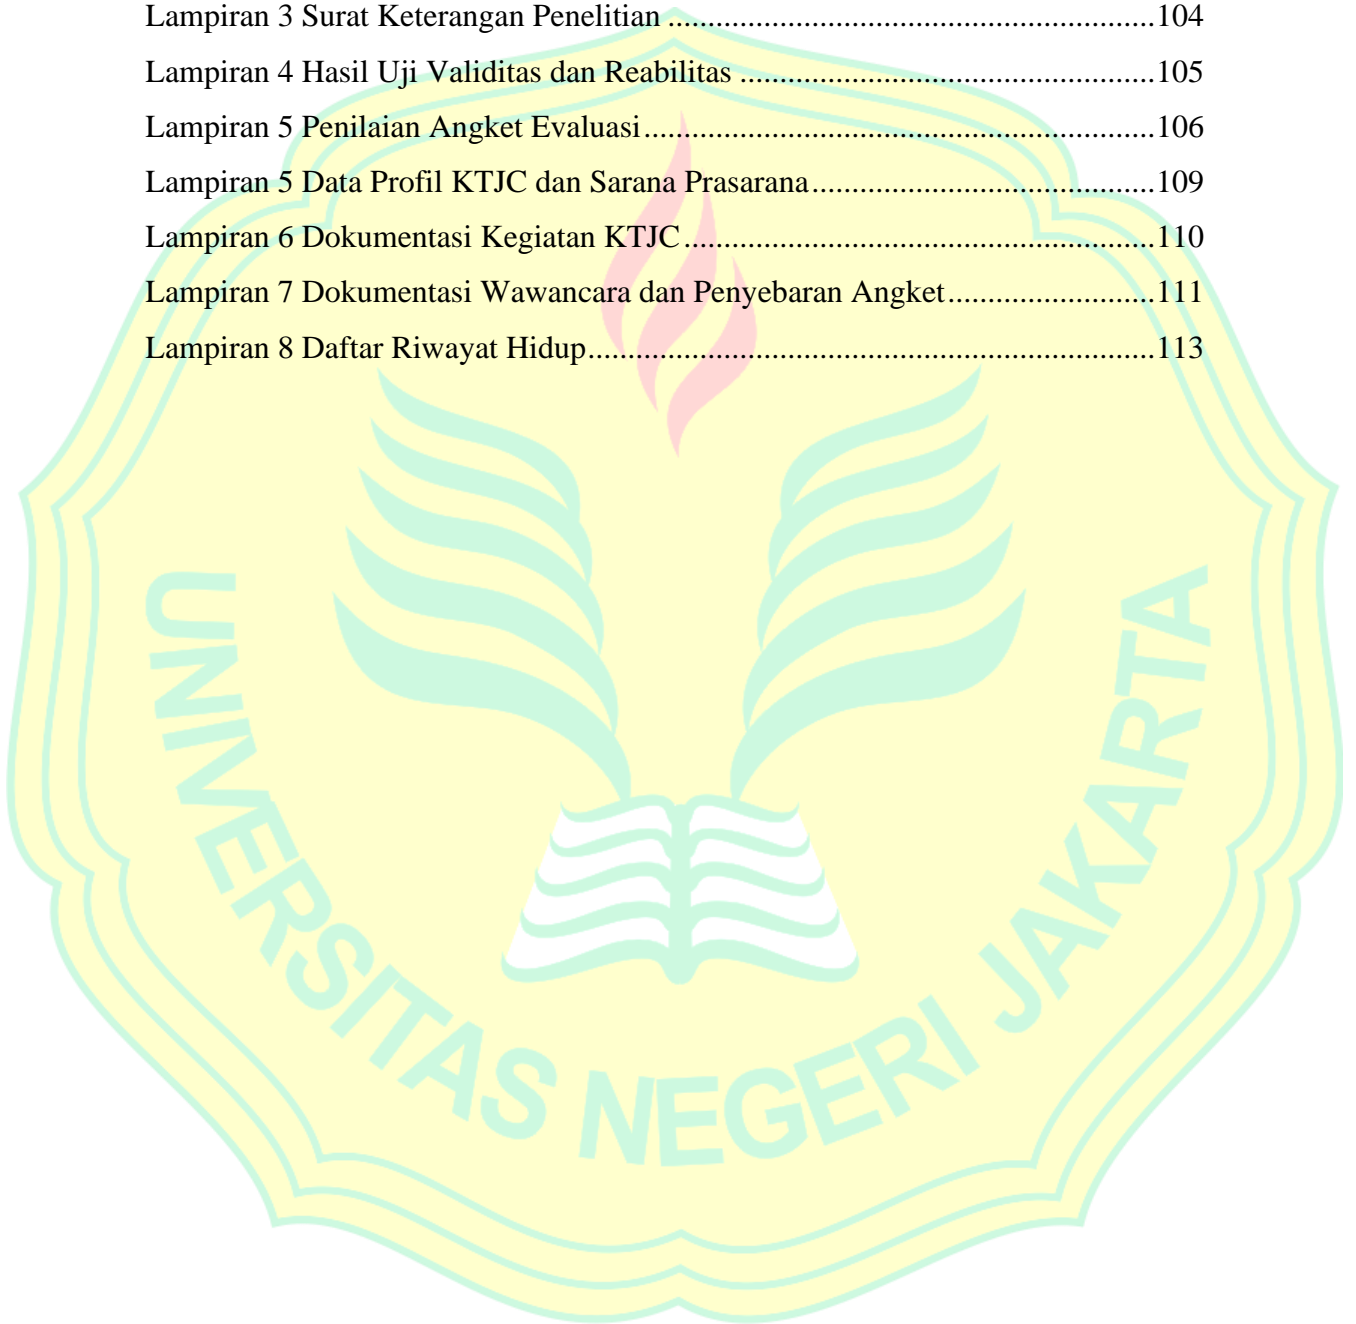 Lampiran 3 Surat Keterangan Penelitian ............................................................104
Lampiran 4 Hasil Uji Validitas dan Reabilitas ...................................................105
Lampiran 5 Penilaian Angket Evaluasi...............................................................106
Lampiran 5 Data Profil KTJC dan Sarana Prasarana..........................................109
Lampiran 6 Dokumentasi Kegiatan KTJC..........................................................110
Lampiran 7 Dokumentasi Wawancara dan Penyebaran Angket.........................111
Lampiran 8 Daftar Riwayat Hidup......................................................................113
UNIVERSITAS NEGERI JAKARTA